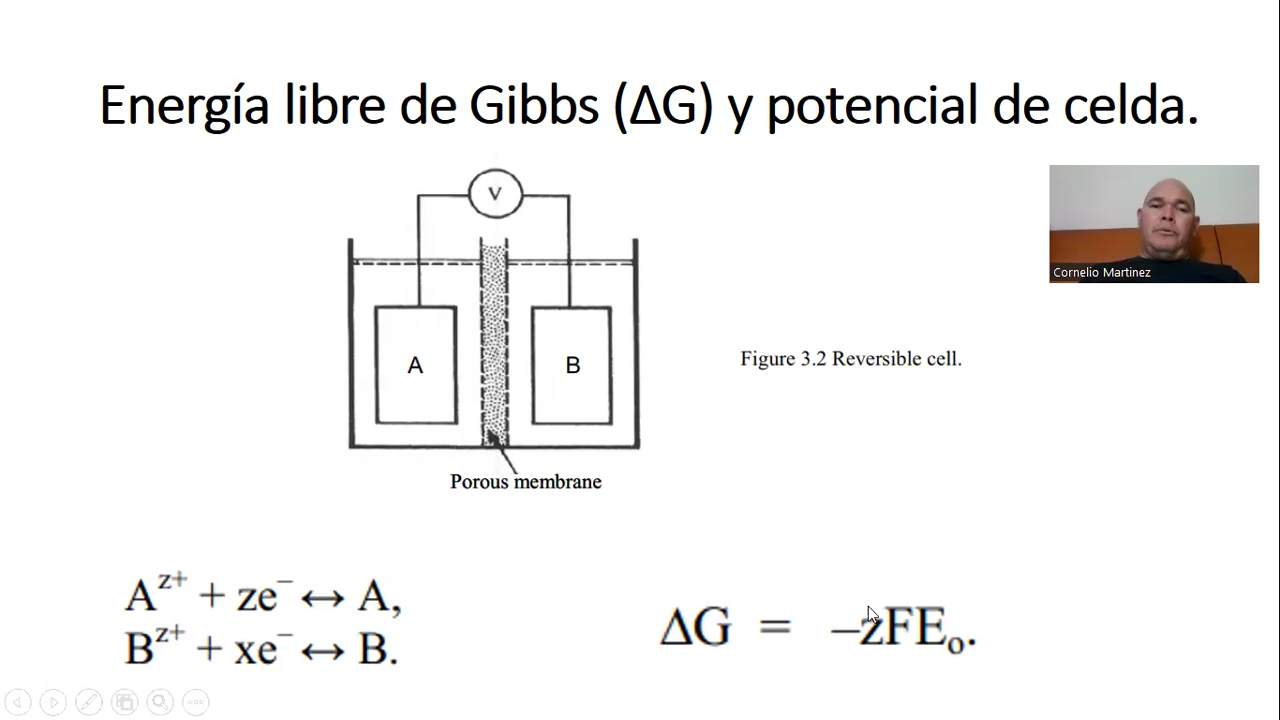 Energía libre de Gibbs (ΔG) y potencial de celda.
V
A
B
Porous membrane
Cornelio Martinez
Figure 3.2 Reversible cell.
A^{z+} + ze^{−} ↔ A,
B^{z+} + xe^{−} ↔ B.
ΔG = –zFE_{o}.